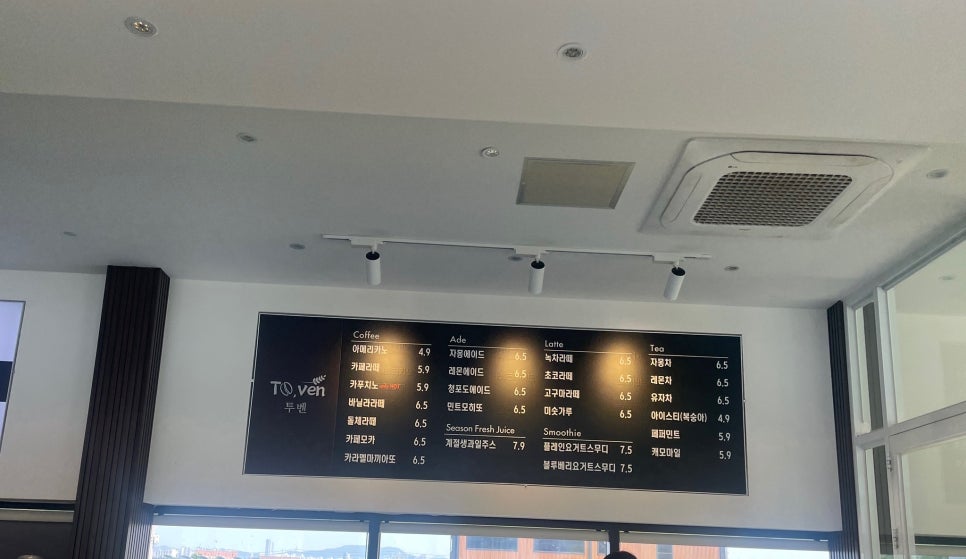 TO,ven
투벤
Coffee
아메리카노 4.9
카페라떼 5.9
카푸치노 5.9
바닐라라떼 6.5
돌체라떼 6.5
카페모카 6.5
카라멜마끼아또 6.5
Ade
자몽에이드 6.5
레몬에이드 6.5
청포도에이드 6.5
민트모히또 6.5
Season Fresh Juice
계절생과일주스 7.9
Latte
녹차라떼 6.5
초코라떼 6.5
고구마라떼 6.5
미숫가루 6.5
Smoothie
플레인요거트스무디 7.5
블루베리요거트스무디 7.5
Tea
자몽차 6.5
레몬차 6.5
유자차 6.5
아이스티(복숭아) 4.9
페퍼민트 5.9
캐모마일 5.9